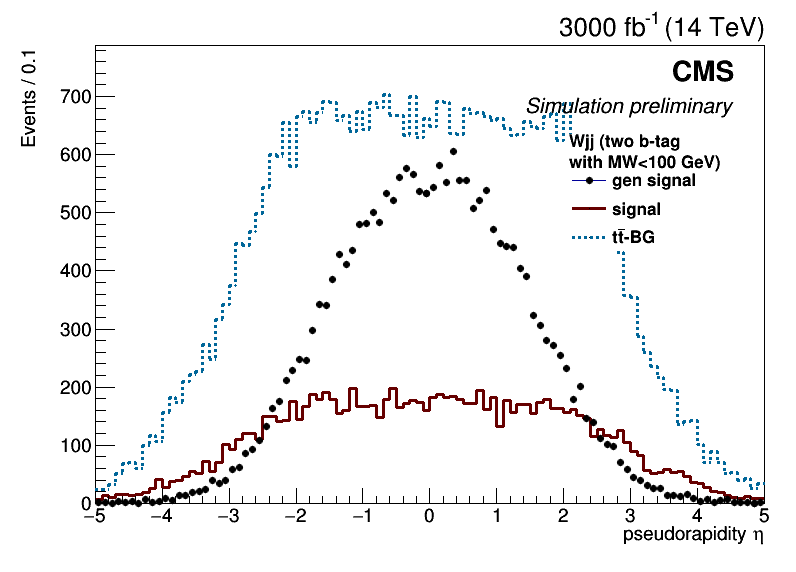 3000 fb⁻¹ (14 TeV)
CMS
Simulation preliminary
Wjj (two b-tag
with MW<100 GeV)
gen signal
signal
tt̄-BG
Events / 0.1
700
600
500
400
300
200
100
0
−5 −4 −3 −2 −1 0 1 2 3 4 5
pseudorapidity η